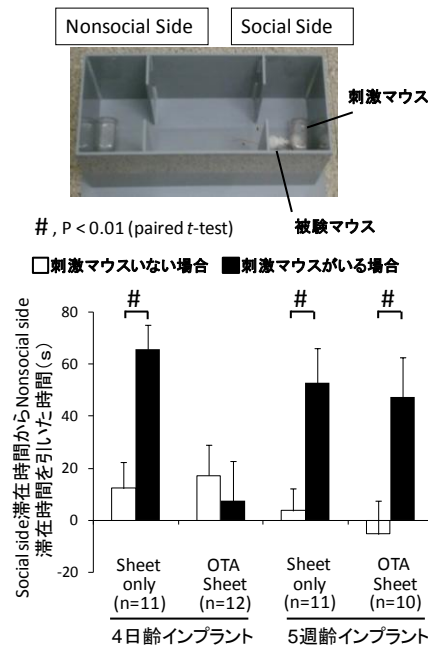 Nonsocial Side Social Side
刺激マウス
被験マウス
#, P < 0.01 (paired t-test)
□刺激マウスいない場合 ■刺激マウスがいる場合
Social side滞在時間からNonsocial side
滞在時間を引いた時間(s)
80
60
40
20
0
-20
# # #
Sheet only (n=11)
OTA Sheet (n=12)
Sheet only (n=11)
OTA Sheet (n=10)
4日齢インプラント 5週齢インプラント